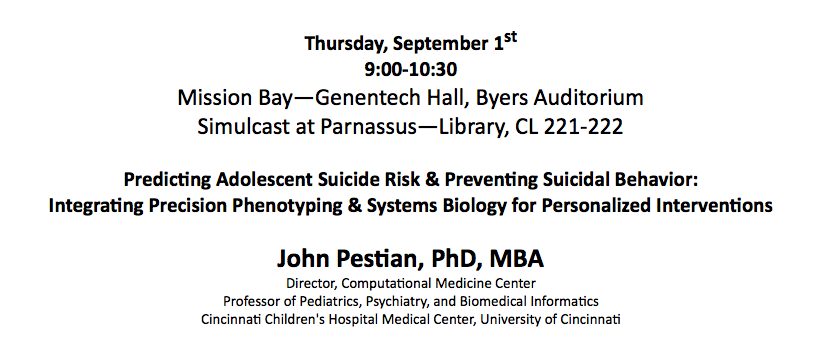 Thursday, September 1st
9:00-10:30
Mission Bay—Genentech Hall, Byers Auditorium
Simulcast at Parnassus—Library, CL 221-222
Predicting Adolescent Suicide Risk & Preventing Suicidal Behavior:
Integrating Precision Phenotyping & Systems Biology for Personalized Interventions
John Pestian, PhD, MBA
Director, Computational Medicine Center
Professor of Pediatrics, Psychiatry, and Biomedical Informatics
Cincinnati Children's Hospital Medical Center, University of Cincinnati